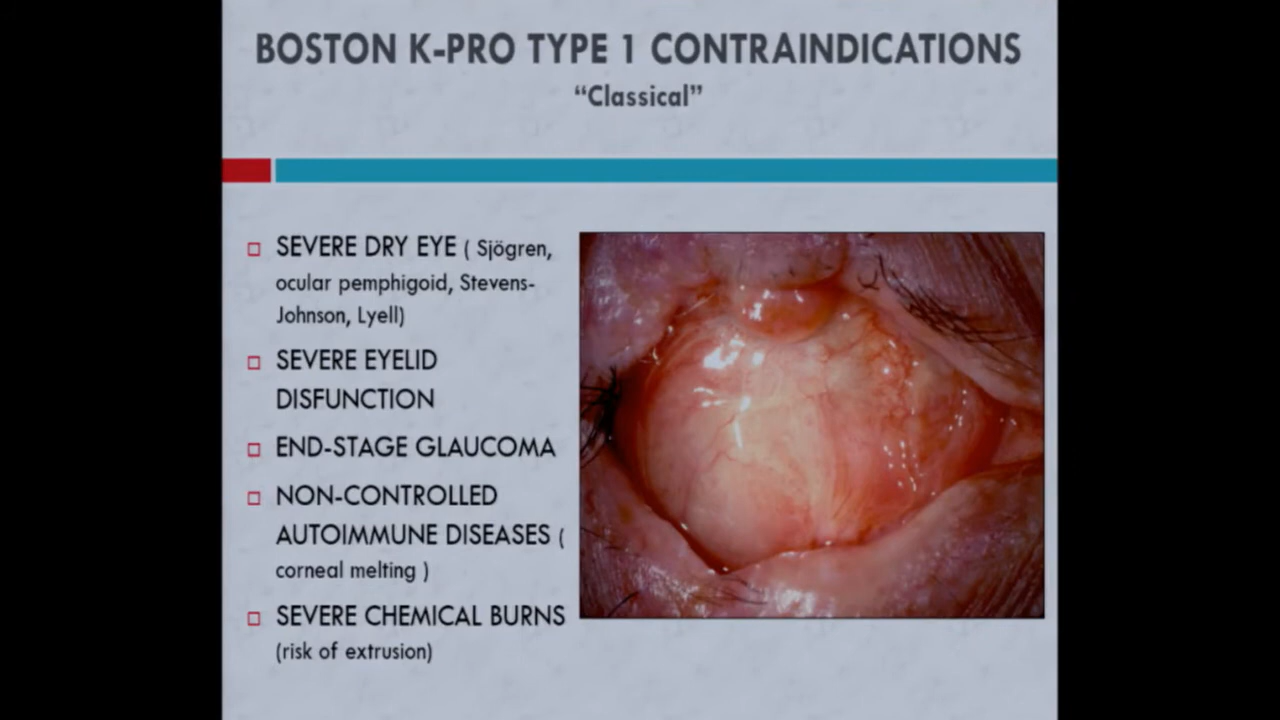 BOSTON K-PRO TYPE 1 CONTRAINDICATIONS
“Classical”
SEVERE DRY EYE ( Sjögren,
ocular pemphigoid, Stevens-
Johnson, Lyell)
SEVERE EYELID
DISFUNCTION
END-STAGE GLAUCOMA
NON-CONTROLLED
AUTOIMMUNE DISEASES (
corneal melting )
SEVERE CHEMICAL BURNS
(risk of extrusion)